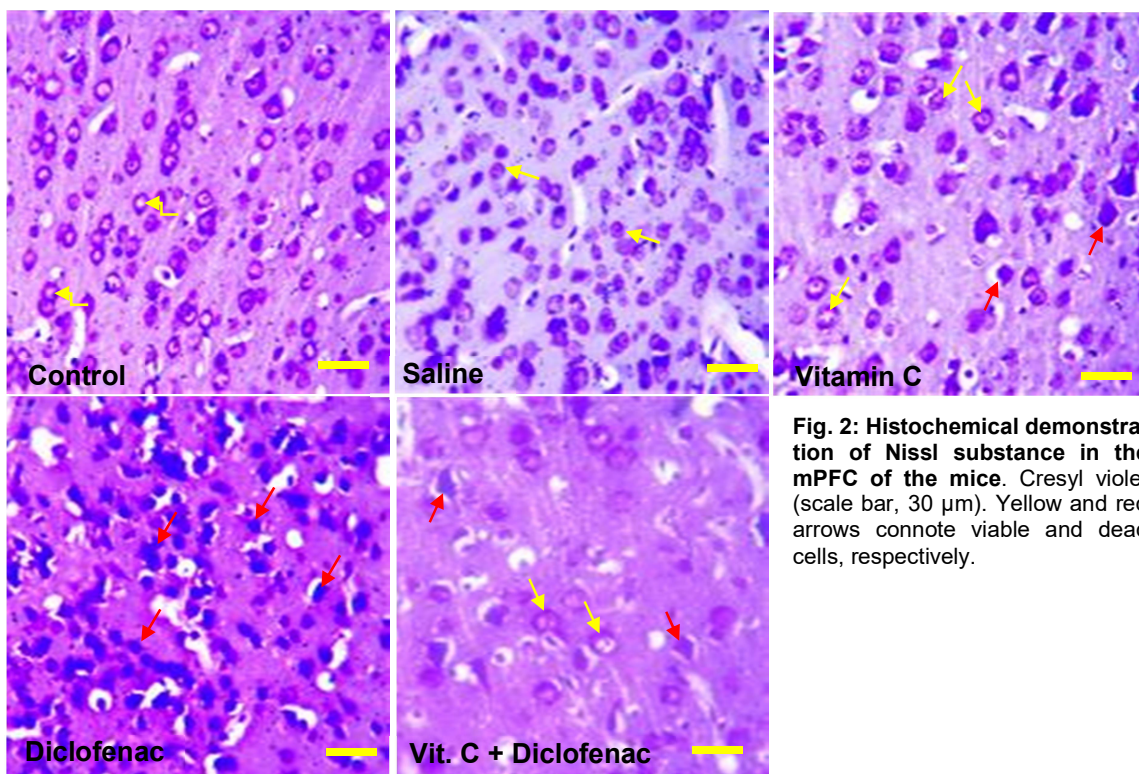 Control
Saline
Vitamin C
Diclofenac
Vit. C + Diclofenac
Fig. 2: Histochemical demonstra
tion of Nissl substance in the
mPFC of the mice. Cresyl viole
(scale bar, 30 µm). Yellow and red
arrows connote viable and dead
cells, respectively.